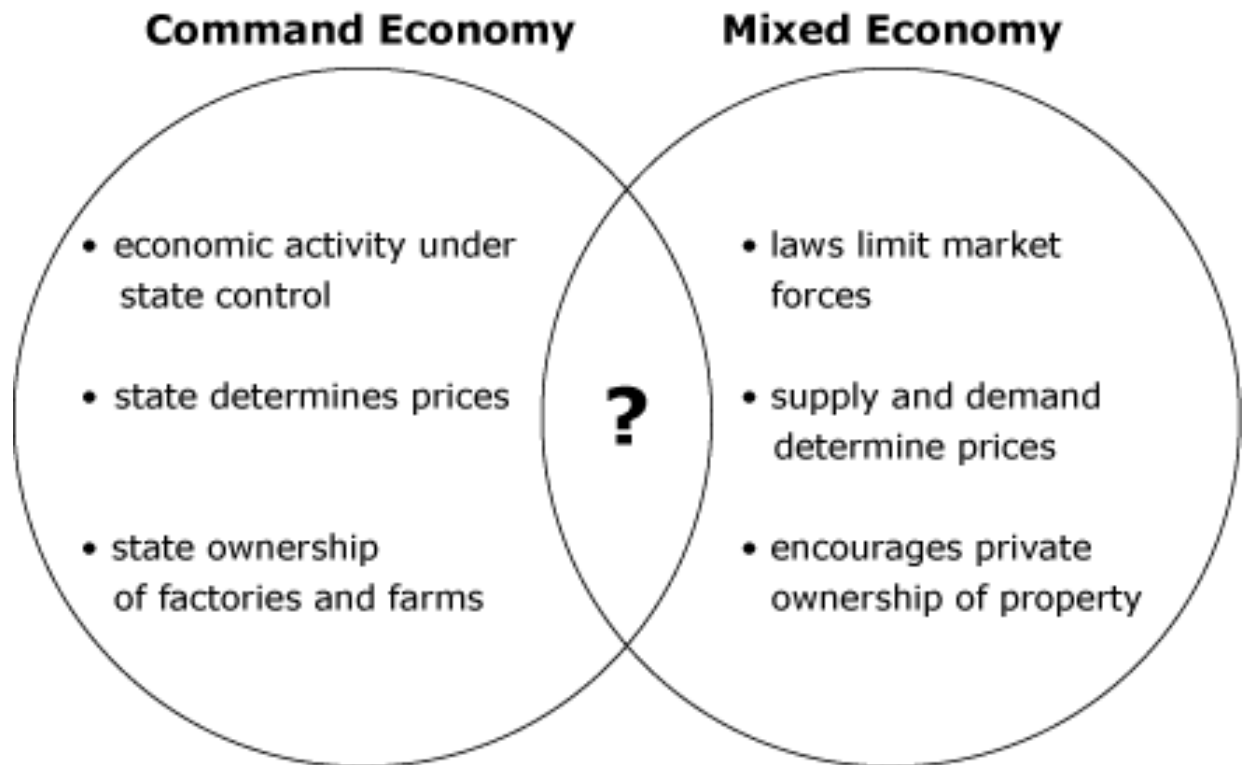 Command Economy
Mixed Economy
• economic activity under
state control
• state determines prices
• state ownership
of factories and farms
?
• laws limit market
forces
• supply and demand
determine prices
• encourages private
ownership of property